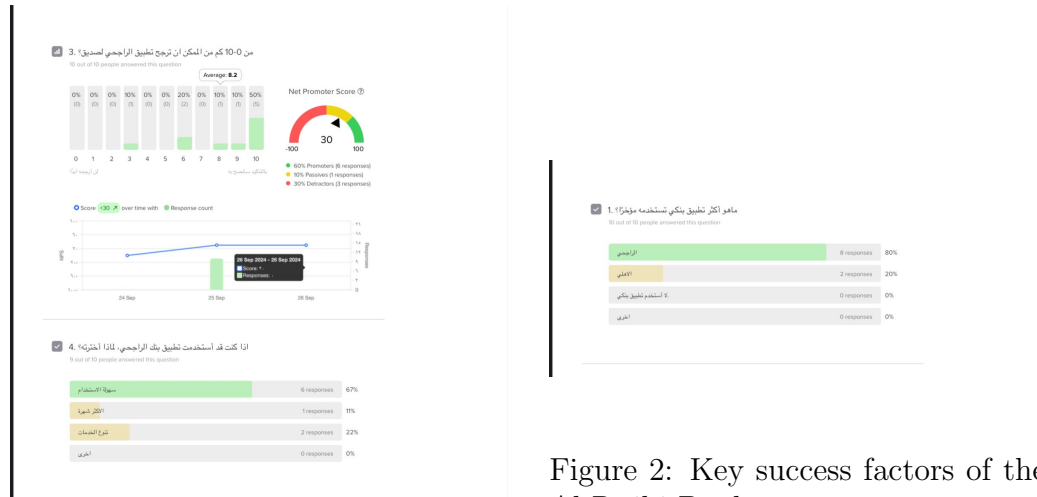 3. من 0-10 كم من الممكن ان ترجح تطبيق الراجحي لصديق؟
10 out of 10 people answered this question
Average: 8.2
0% 0% 0% 10% 0% 0% 20% 0% 10% 10% 50%
(0) (0) (0) (1) (0) (0) (2) (0) (1) (1) (5)
0 1 2 3 4 5 6 7 8 9 10
Net Promoter Score
30
-100 100
60% Promoters (6 responses)
10% Passives (1 responses)
30% Detractors (3 responses)
Score +30 over time with Response count
NPS
Responses
26 Sep 2024 - 26 Sep 2024
Score: ٣٠
Responses: ٠
24 Sep 25 Sep 26 Sep
4. اذا كنت قد أستخدمت تطبيق بنك الراجحي، لماذا أخترته؟
9 out of 10 people answered this question
سهولة الاستخدام 6 responses 67%
الاكثر شهرة 1 responses 11%
تنوع الخدمات 2 responses 22%
اخرى 0 responses 0%
1. ماهو أكثر تطبيق بنكي تستخدمه مؤخرًا؟
10 out of 10 people answered this question
الراجحي 8 responses 80%
الاهلي 2 responses 20%
لا أستخدم تطبيق بنكي. 0 responses 0%
اخرى 0 responses 0%
Figure 2: Key success factors of the